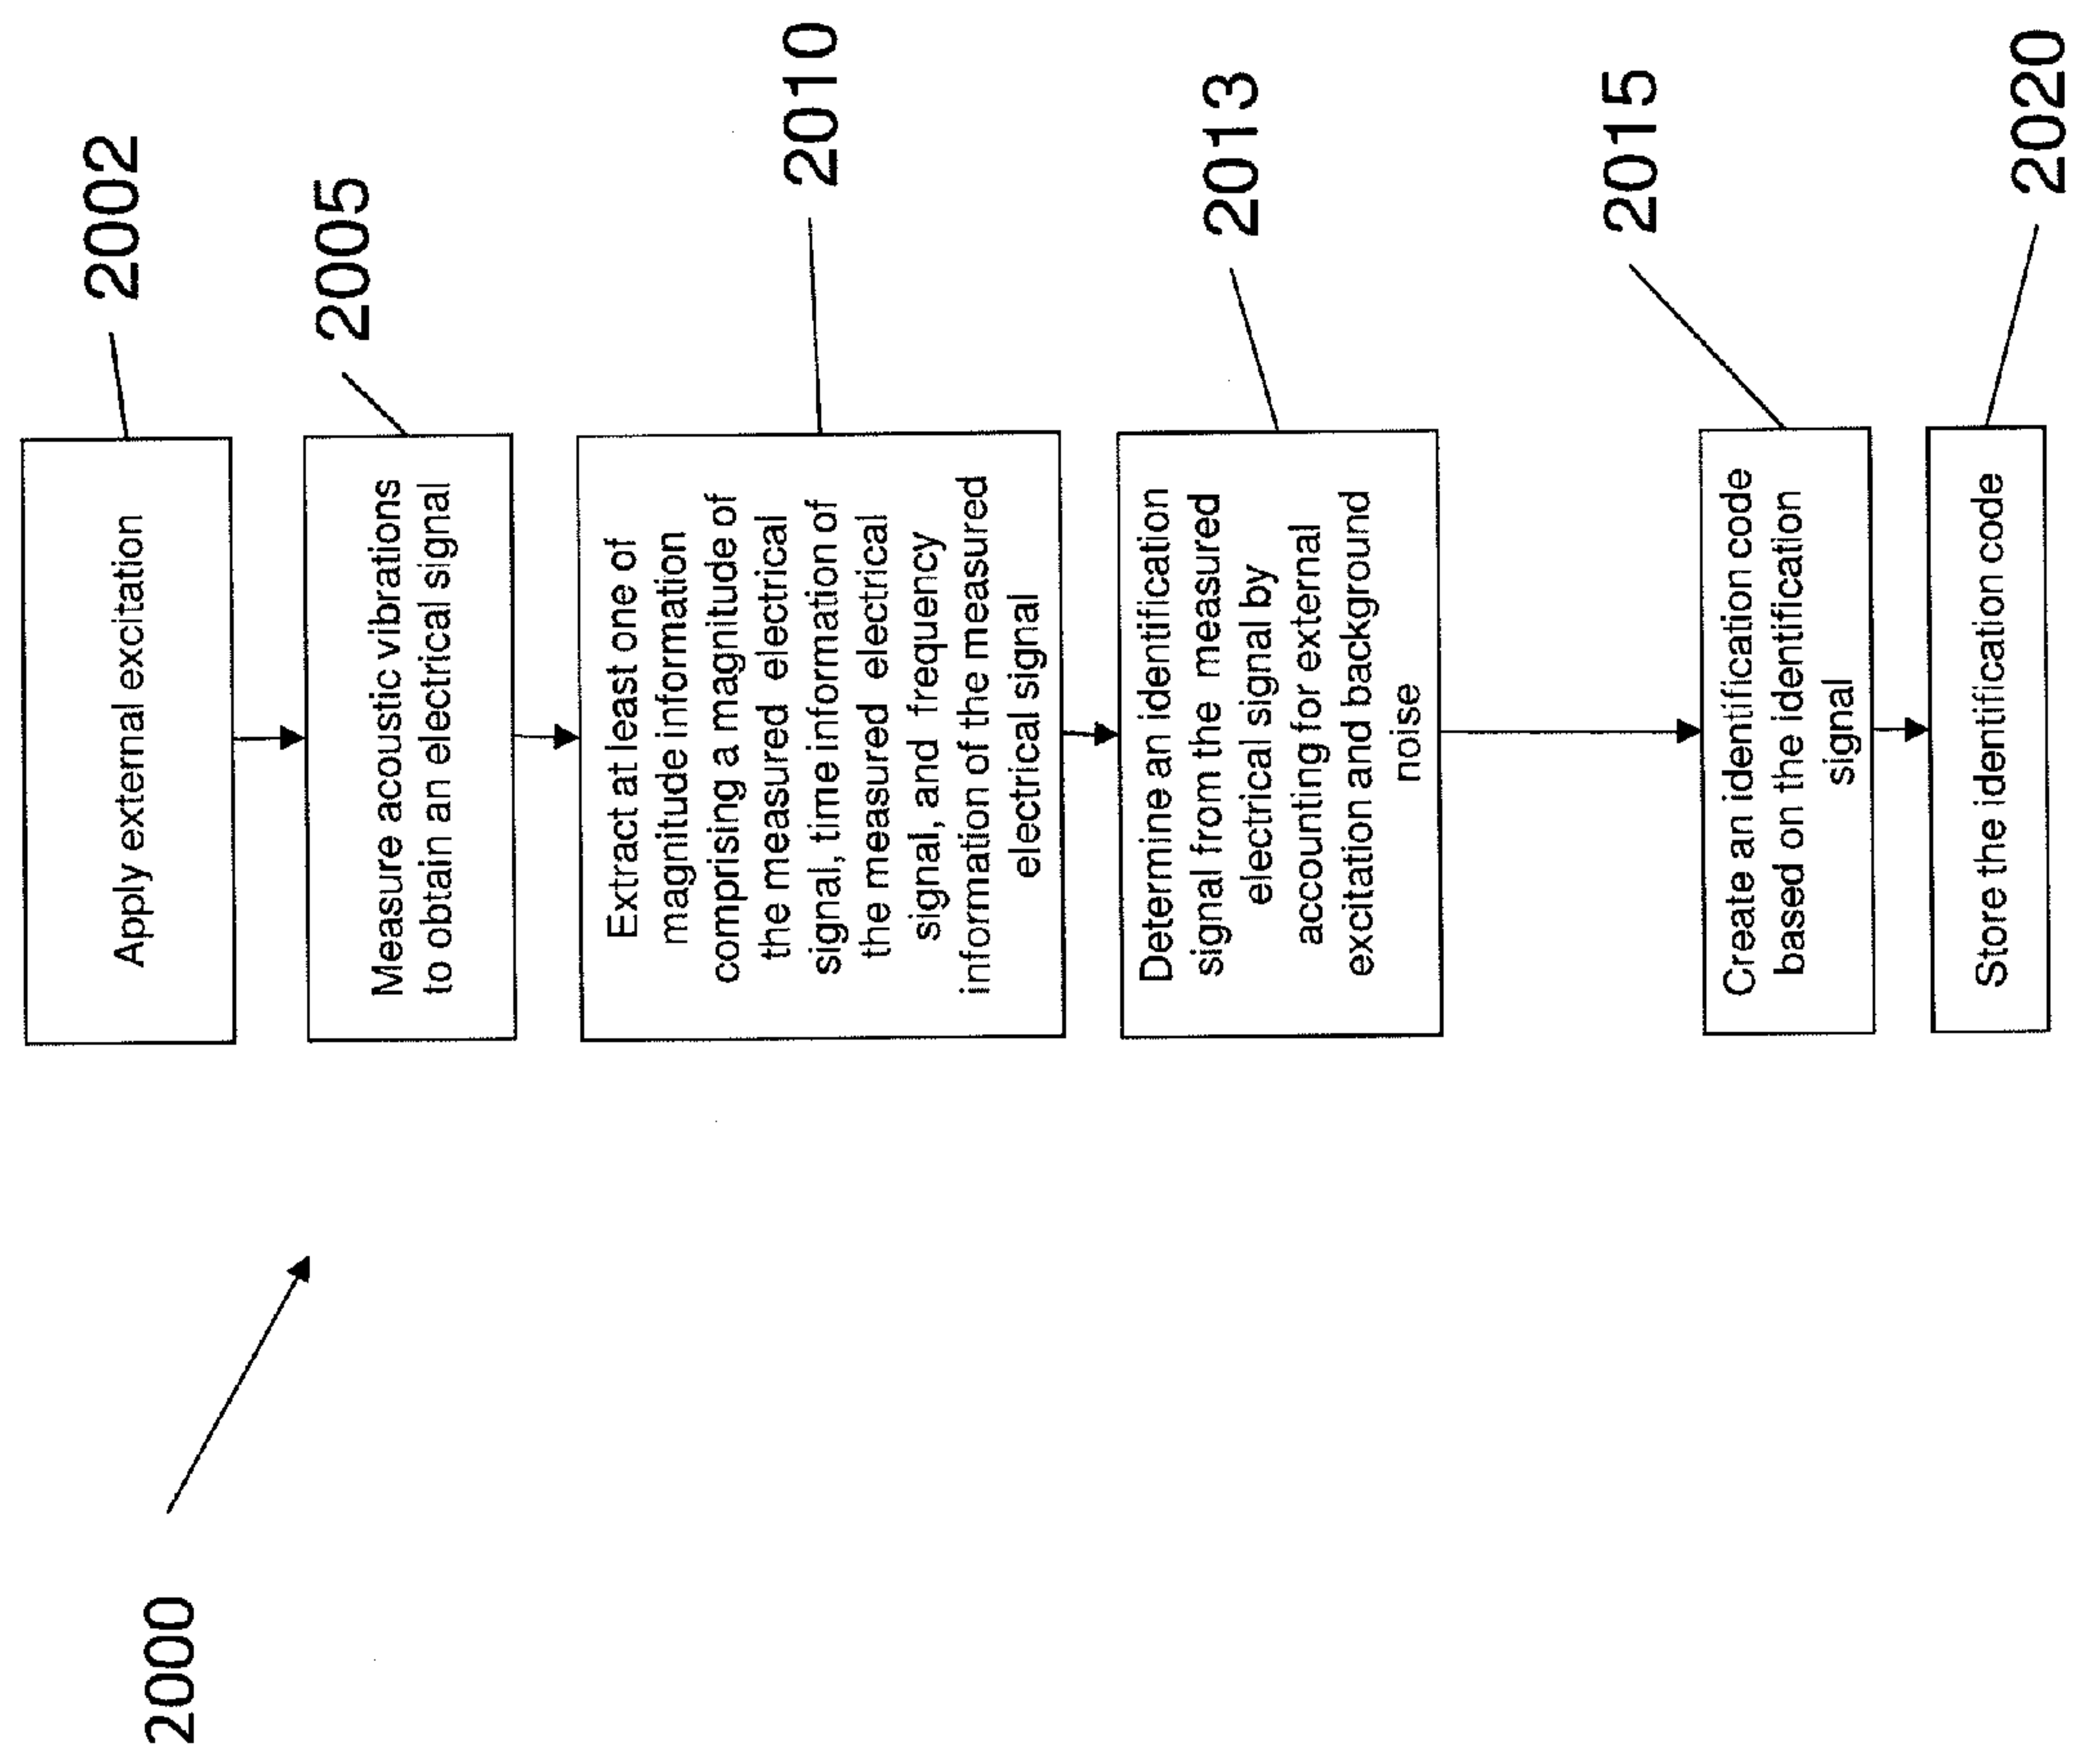 2000
2002
Apply external excitation
2005
Measure acoustic vibrations
to obtain an electrical signal
2010
Extract at least one of
magnitude information
comprising a magnitude of
the measured electrical
signal, time information of
the measured electrical
signal, and frequency
information of the measured
electrical signal
2013
Determine an identification
signal from the measured
electrical signal by
accounting for external
excitation and background
noise
2015
Create an identification code
based on the identification
signal
2020
Store the identification code